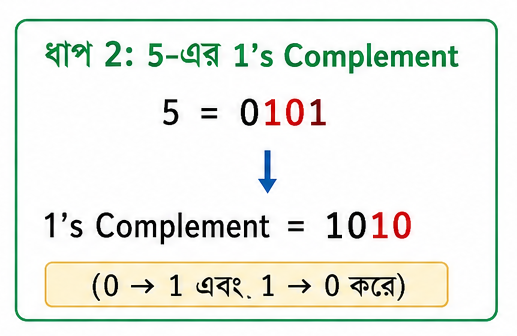 ধাপ 2: 5-এর 1's Complement
5 = 0101
↓
1's Complement = 1010
(0 → 1 এবং. 1 → 0 করে)